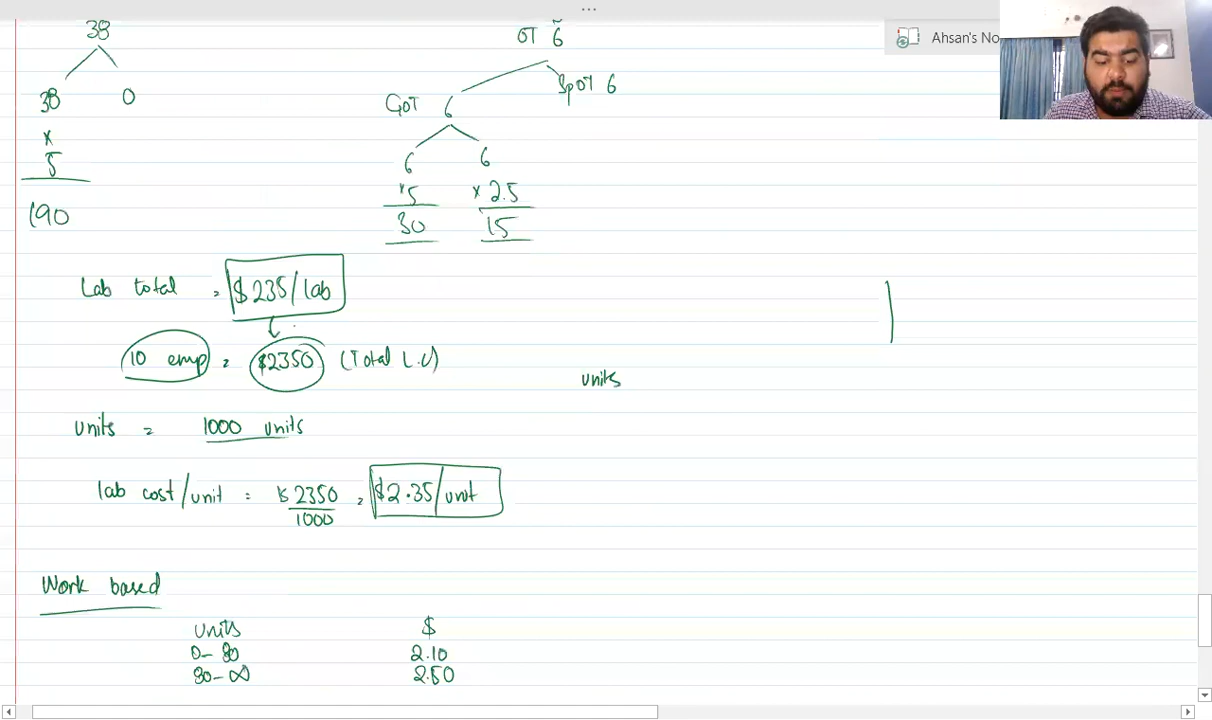 38
OT 6
Ahsan's No
38 0
GOT 6
SpOT 6
x
5
190
6 6
x5 x 2.5
30 15
Lab total = $235/lab
10 emp = $2350 (Total L.C)
units
units = 1000 units
lab cost/unit = $2350 = $2.35/unit
1000
Work based
units $
0-80 2.10
80-∞ 2.50